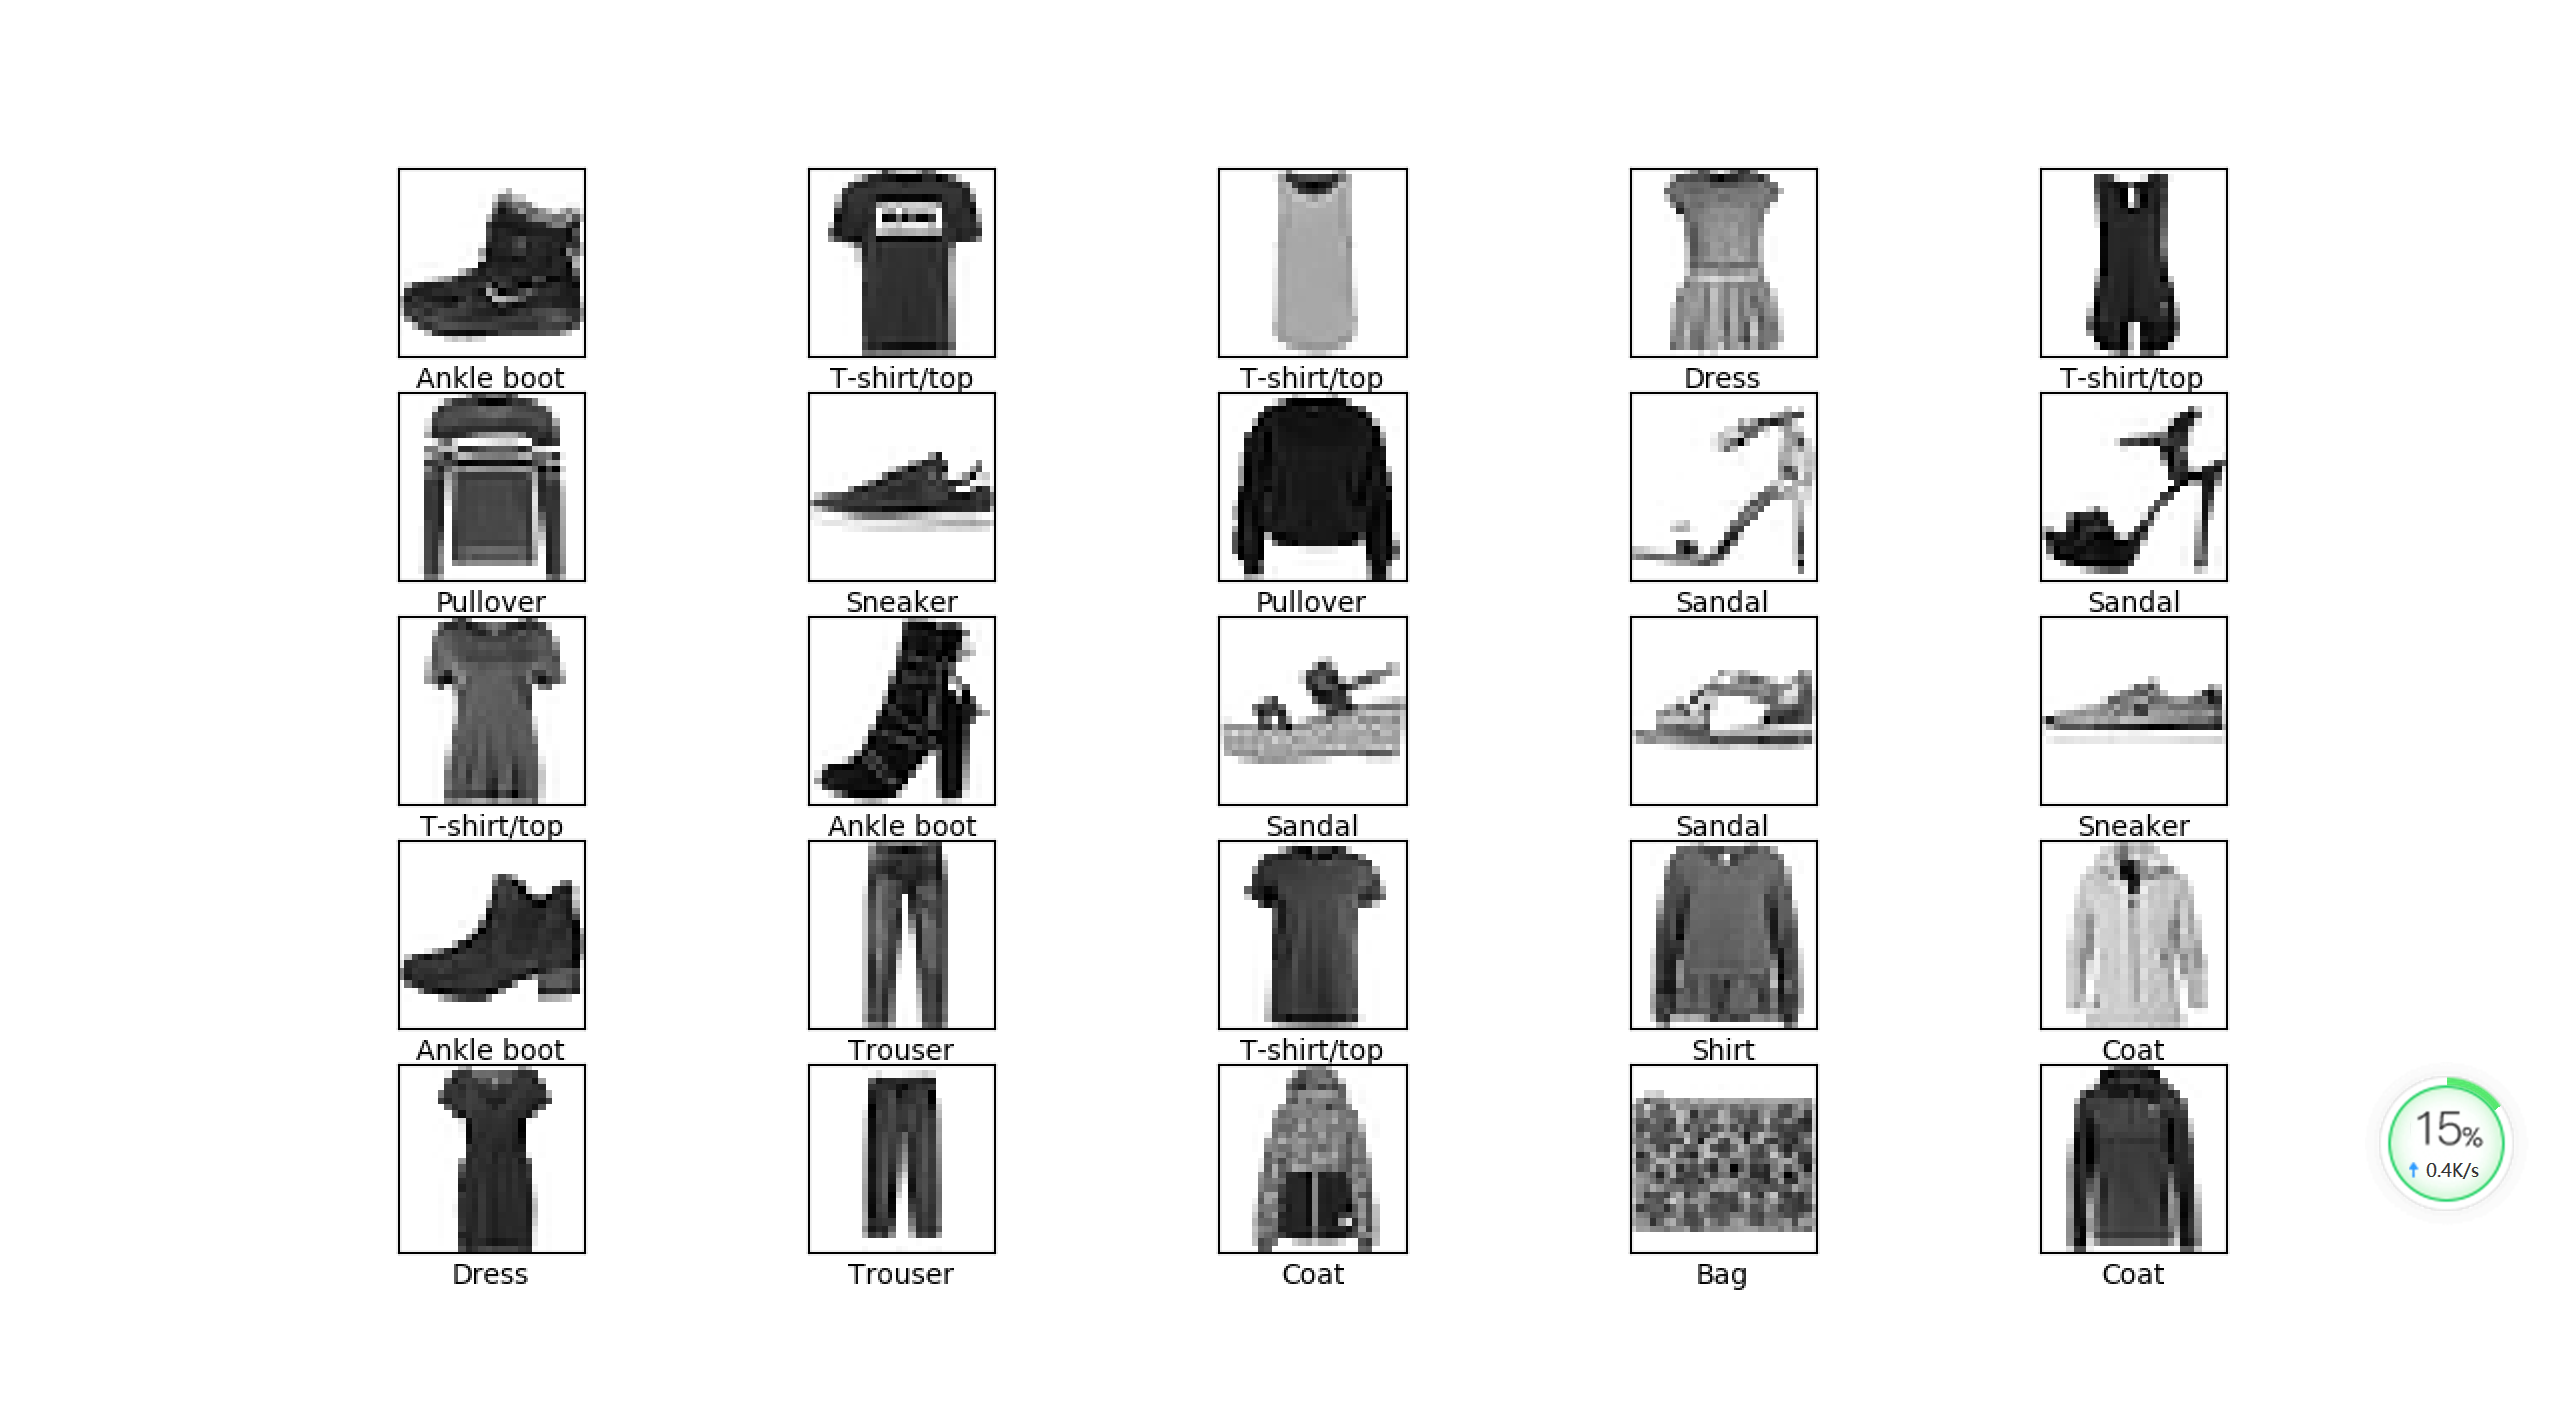 Ankle boot T-shirt/top T-shirt/top Dress T-shirt/top
Pullover Sneaker Pullover Sandal Sandal
T-shirt/top Ankle boot Sandal Sandal Sneaker
Ankle boot Trouser T-shirt/top Shirt Coat
Dress Trouser Coat Bag Coat
15%
0.4K/s